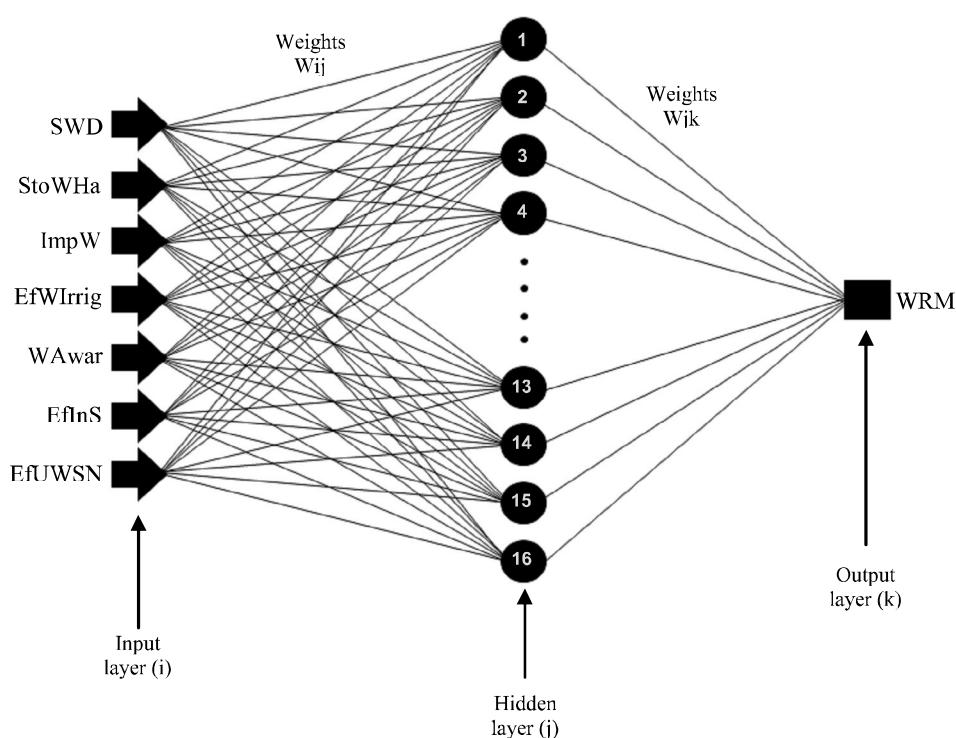 Weights
Wij
Weights
Wjk
SWD
StoWHa
ImpW
EfWIrrig
WAwar
EfInS
EfUWSN
1
2
3
4
13
14
15
16
WRM
Input
layer (i)
Hidden
layer (j)
Output
layer (k)